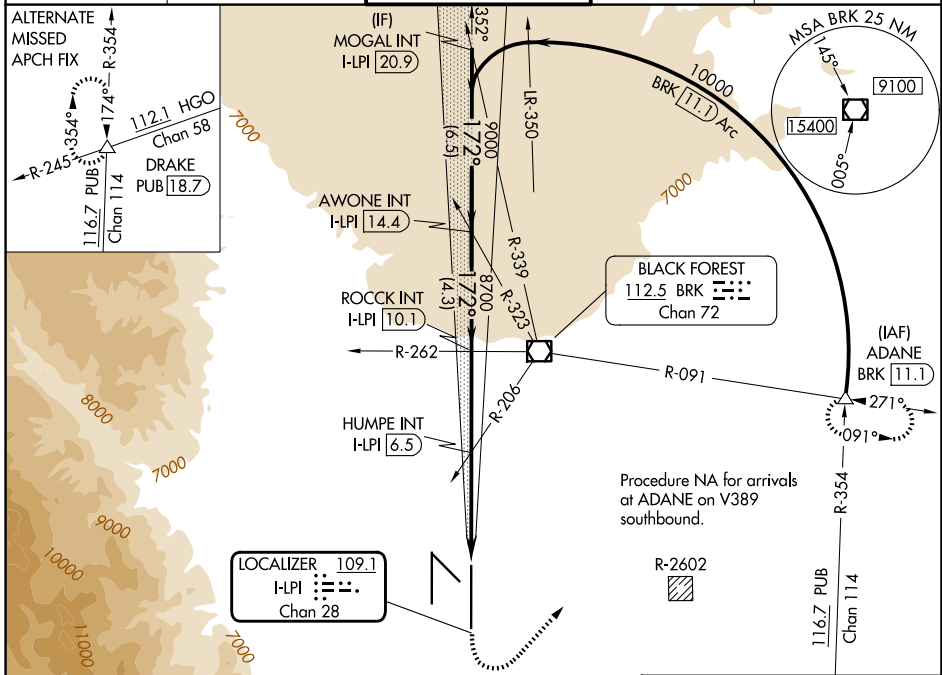 ALTERNATE
MISSED
APCH FIX
R-354
174°
354°
112.1 HGO
Chan 58
R-245
DRAKE
PUB 18.7
116.7 PUB
Chan 114
(IF)
MOGAL INT
I-LPI 20.9
352°
LR-350
10000
BRK 11.1 Arc
MSA BRK 25 NM
145°
9100
15400
005°
7000
7000
9000
172°
(6.5)
AWONE INT
I-LPI 14.4
R-339
R-323
8700
172°
(4.3)
ROCCK INT
I-LPI 10.1
BLACK FOREST
112.5 BRK
Chan 72
R-262
R-091
R-206
(IAF)
ADANE
BRK 11.1
271°
091°
HUMPE INT
I-LPI 6.5
8000
7000
9000
10000
11000
7000
Procedure NA for arrivals
at ADANE on V389
southbound.
R-354
R-2602
116.7 PUB
Chan 114
LOCALIZER 109.1
I-LPI
Chan 28